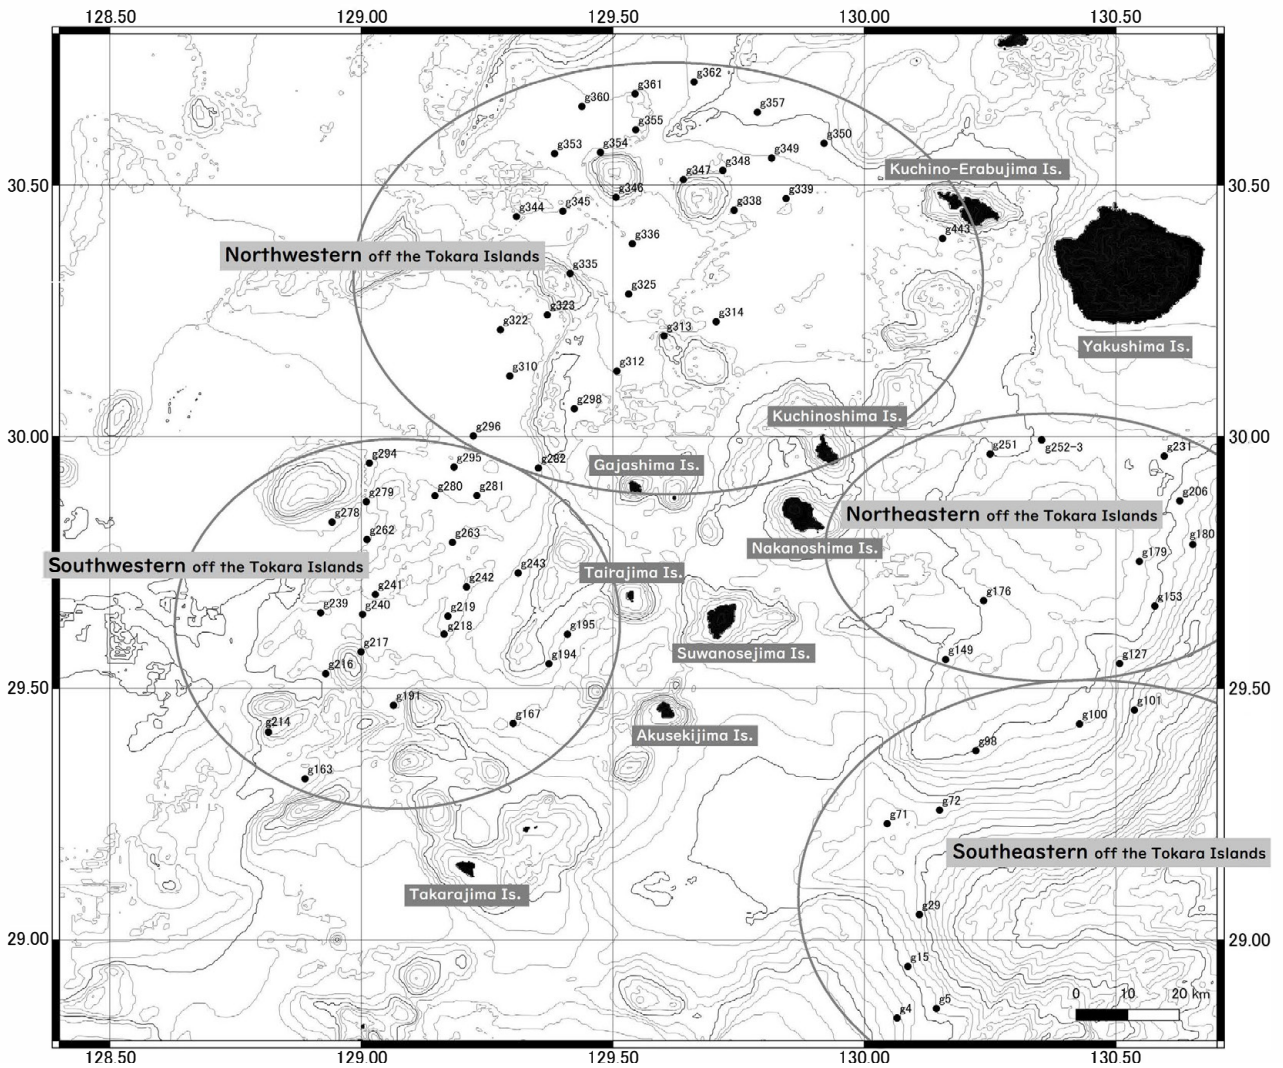 128.50 129.00 129.50 130.00 130.50
g362
g361
g360
g357
g355
g350
g353 g354
g349
g348
Kuchino-Erabujima Is.
g347
30.50 30.50
g346
g339
g345
g338
g344
g443
g336
Northwestern off the Tokara Islands
g335
g325
g323
g314
g322
g313
Yakushima Is.
g312
g310
g298
Kuchinoshima Is.
g296
30.00 30.00
g251 g252-3
g231
g294
g295
g282
Gajashima Is.
g280 g281
g279
g206
g278
Northeastern off the Tokara Islands
g262
g263
g180
Nakanoshima Is.
g179
Southwestern off the Tokara Islands
g243
Tairajima Is.
g242
g241
g176
g239 g240
g219
g153
g218
g195
g217
Suwanosejima Is.
g149
g194
g127
g216
29.50 29.50
g191
g101
g167
g100
g214
Akusekijima Is.
g98
g163
g72
g71
Southeastern off the Tokara Islands
Takarajima Is.
g29
29.00 29.00
g15
0 10 20 km
g5
g4
128.50 129.00 129.50 130.00 130.50